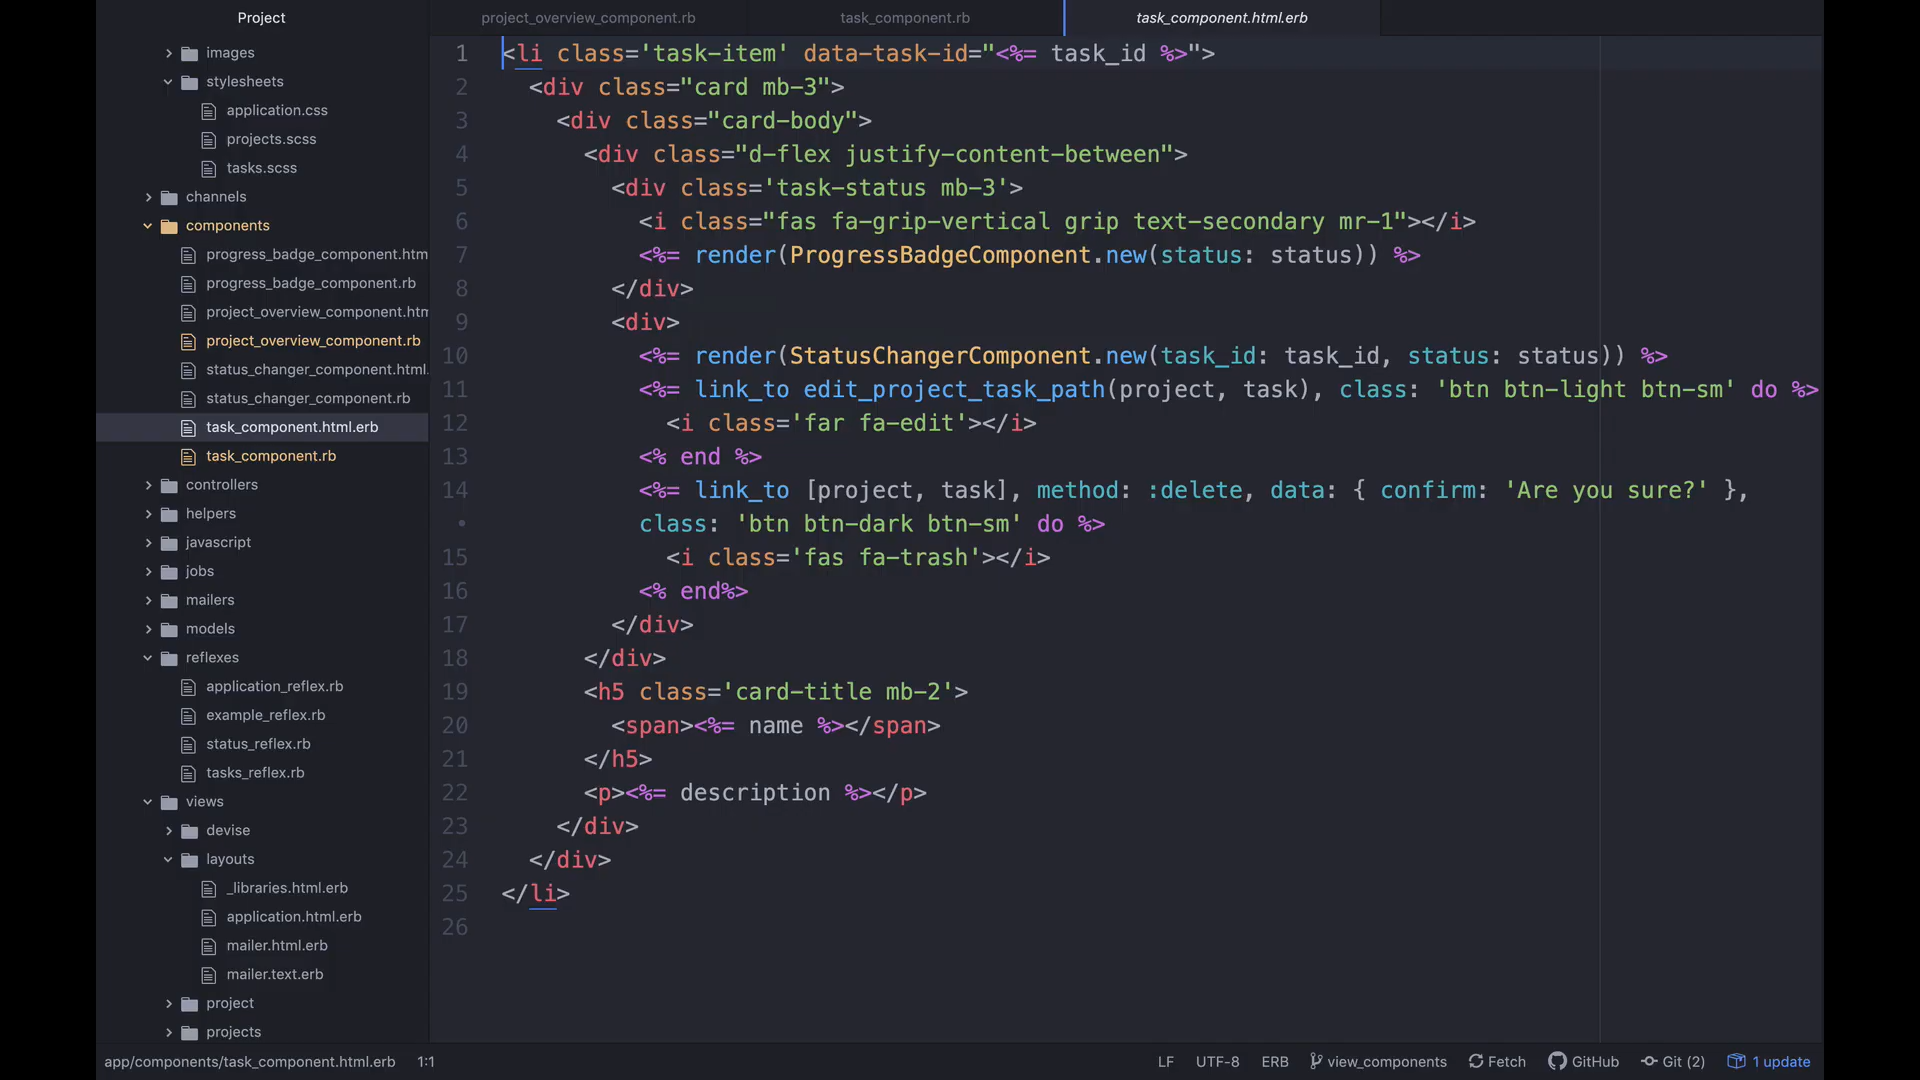 Project
images
stylesheets
application.css
projects.scss
tasks.scss
channels
components
progress_badge_component.htm
progress_badge_component.rb
project_overview_component.htm
project_overview_component.rb
status_changer_component.html.
status_changer_component.rb
task_component.html.erb
task_component.rb
controllers
helpers
javascript
jobs
mailers
models
reflexes
application_reflex.rb
example_reflex.rb
status_reflex.rb
tasks_reflex.rb
views
devise
layouts
_libraries.html.erb
application.html.erb
mailer.html.erb
mailer.text.erb
project
projects
project_overview_component.rb task_component.rb task_component.html.erb
1 <li class='task-item' data-task-id="<%= task_id %>">
2   <div class="card mb-3">
3     <div class="card-body">
4       <div class="d-flex justify-content-between">
5         <div class='task-status mb-3'>
6           <i class="fas fa-grip-vertical grip text-secondary mr-1"></i>
7           <%= render(ProgressBadgeComponent.new(status: status)) %>
8         </div>
9         <div>
10           <%= render(StatusChangerComponent.new(task_id: task_id, status: status)) %>
11           <%= link_to edit_project_task_path(project, task), class: 'btn btn-light btn-sm' do %>
12             <i class='far fa-edit'></i>
13           <% end %>
14           <%= link_to [project, task], method: :delete, data: { confirm: 'Are you sure?' },
•           class: 'btn btn-dark btn-sm' do %>
15             <i class='fas fa-trash'></i>
16           <% end%>
17         </div>
18       </div>
19       <h5 class='card-title mb-2'>
20         <span><%= name %></span>
21       </h5>
22       <p><%= description %></p>
23     </div>
24   </div>
25 </li>
26
app/components/task_component.html.erb 1:1 LF UTF-8 ERB view_components Fetch GitHub Git (2) 1 update